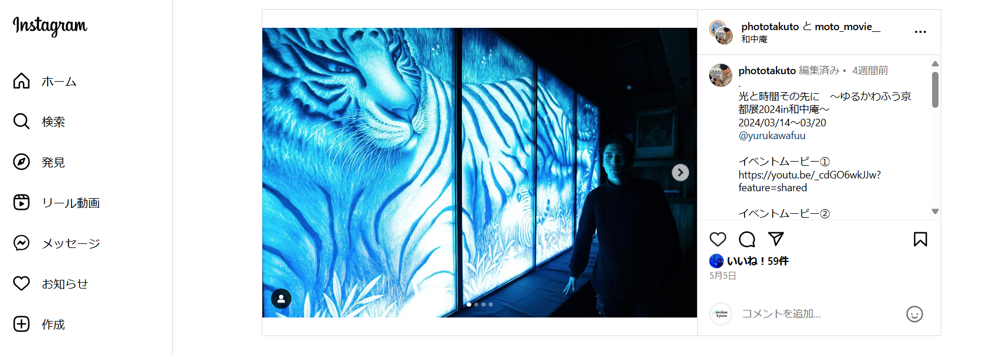 Instagram
ホーム
検索
発見
リール動画
メッセージ
お知らせ
作成
phototakuto と moto_movie__
和中庵
phototakuto 編集済み• 4週間前
.
光と時間その先に　～ゆるかわふう京
都展2024in和中庵～
2024/03/14～03/20
@yurukawafuu
イベントムービー①
https://youtu.be/_cdGO6wkJJw?
feature=shared
イベントムービー②
いいね！59件
5月5日
ecolon
kyoto
コメントを追加...